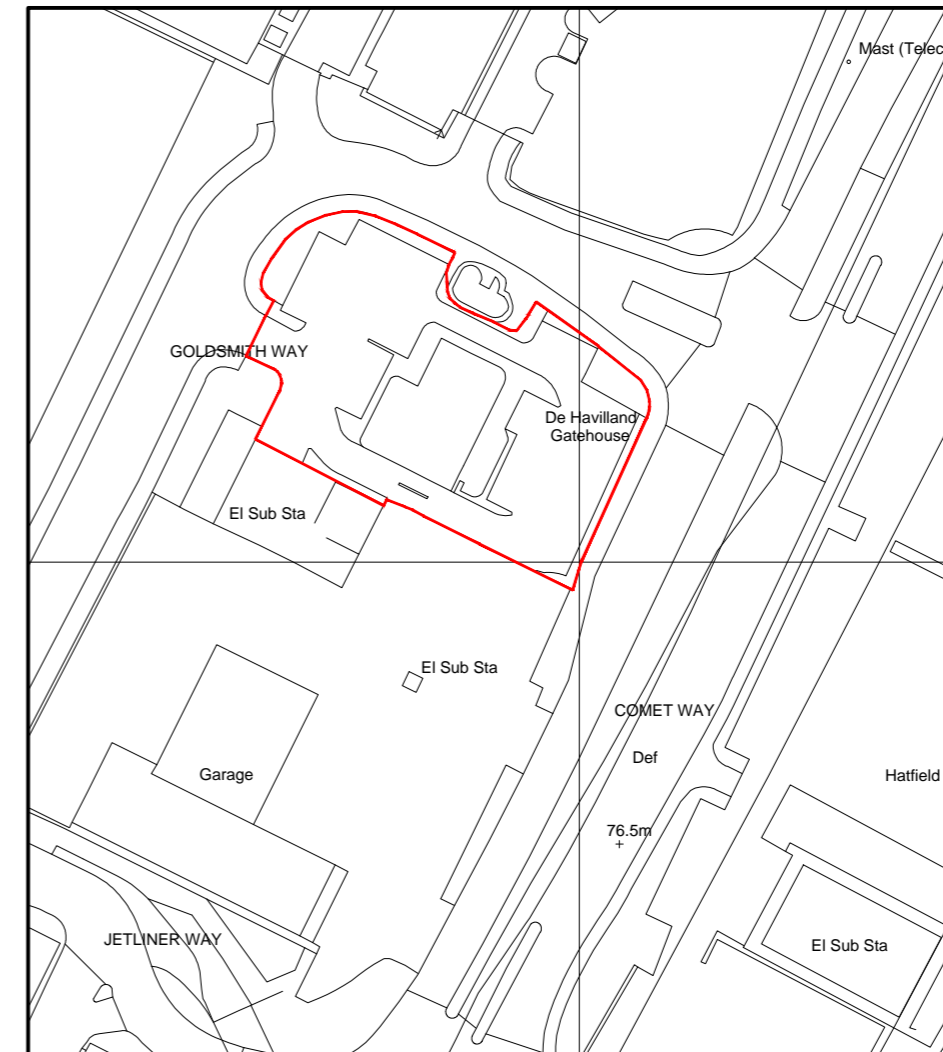 Mast (Telec
GOLDSMITH WAY
De Havilland
Gatehouse
El Sub Sta
El Sub Sta
COMET WAY
Def
Garage
Hatfield
76.5m
JETLINER WAY
El Sub Sta